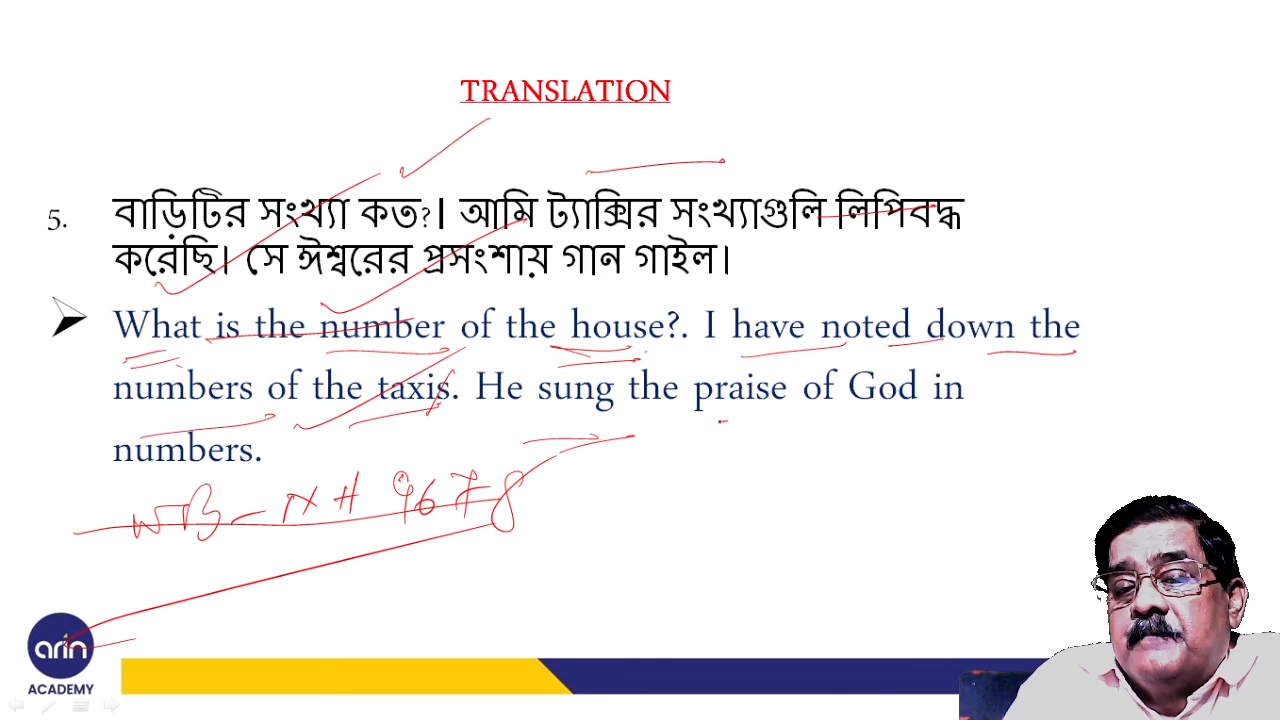 TRANSLATION
5. বাড়িটির সংখ্যা কত?। আমি ট্যাক্সির সংখ্যাগুলি লিপিবদ্ধ
করেছি। সে ঈশ্বরের প্রসংশায় গান গাইল।
What is the number of the house?. I have noted down the
numbers of the taxis. He sung the praise of God in
numbers.
WB - 9678
arin
ACADEMY